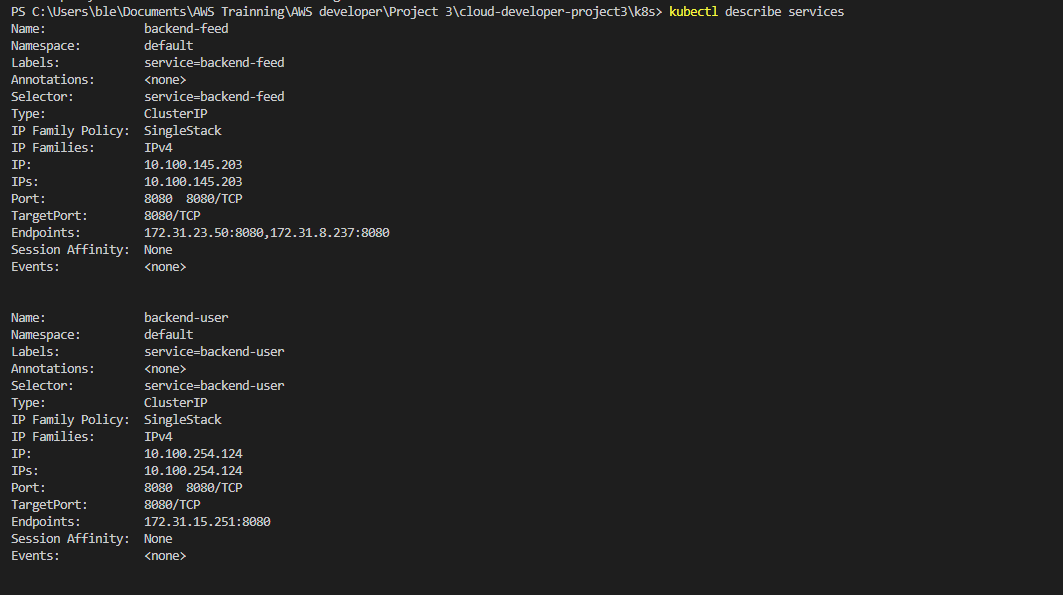 PS C:\Users\ble\Documents\AWS Trainning\AWS developer\Project 3\cloud-developer-project3\k8s> kubectl describe services
Name:              backend-feed
Namespace:         default
Labels:            service=backend-feed
Annotations:       <none>
Selector:          service=backend-feed
Type:              ClusterIP
IP Family Policy:  SingleStack
IP Families:       IPv4
IP:                10.100.145.203
IPs:               10.100.145.203
Port:              8080  8080/TCP
TargetPort:        8080/TCP
Endpoints:         172.31.23.50:8080,172.31.8.237:8080
Session Affinity:  None
Events:            <none>
Name:              backend-user
Namespace:         default
Labels:            service=backend-user
Annotations:       <none>
Selector:          service=backend-user
Type:              ClusterIP
IP Family Policy:  SingleStack
IP Families:       IPv4
IP:                10.100.254.124
IPs:               10.100.254.124
Port:              8080  8080/TCP
TargetPort:        8080/TCP
Endpoints:         172.31.15.251:8080
Session Affinity:  None
Events:            <none>